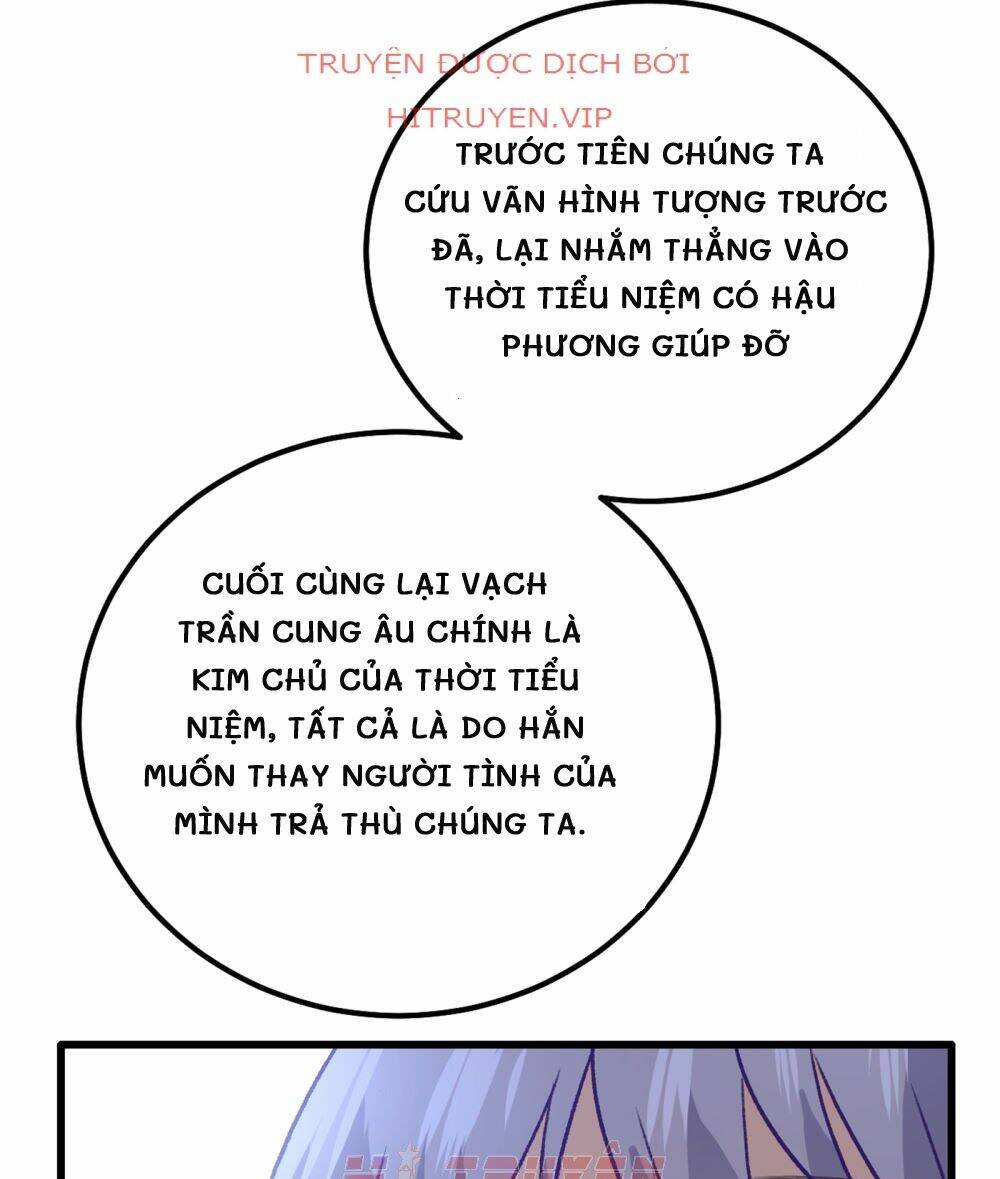 TRUYỆN ĐƯỢC DỊCH BỞI
HITRUYEN.VIP
TRƯỚC TIÊN CHÚNG TA
CỨU VÃN HÌNH TƯỢNG TRƯỚC
ĐÃ, LẠI NHẮM THẲNG VÀO
THỜI TIỂU NIỆM CÓ HẬU
PHƯƠNG GIÚP ĐỠ
CUỐI CÙNG LẠI VẠCH
TRẦN CUNG ÂU CHÍNH LÀ
KIM CHỦ CỦA THỜI TIỂU
NIỆM, TẤT CẢ LÀ DO HẮN
MUỐN THAY NGƯỜI TÌNH CỦA
MÌNH TRẢ THÙ CHÚNG TA.
HI TRUYỆN